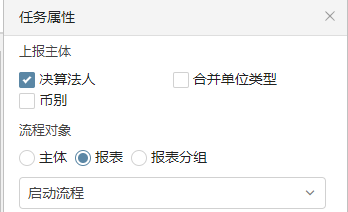 任务属性
上报主体
决算法人 合并单位类型
币别
流程对象
主体 报表 报表分组
启动流程